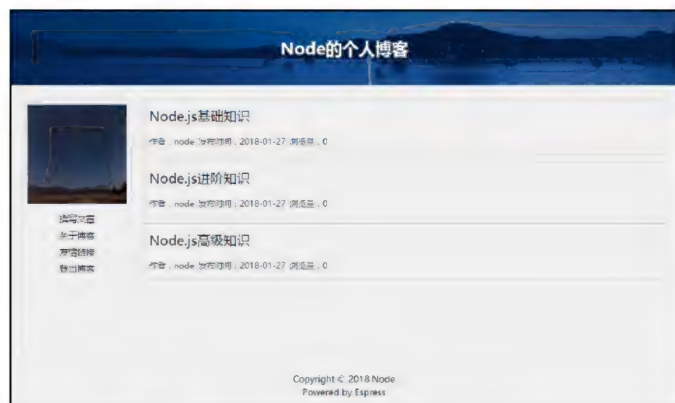 Node的个人博客
Node.js基础知识
作者：node 发布时间：2018-01-27 浏览量：0
Node.js进阶知识
作者：node 发布时间：2018-01-27 浏览量：0
Node.js高级知识
作者：node 发布时间：2018-01-27 浏览量：0
撰写文章
关于博客
友情链接
登出博客
Copyright © 2018 Node
Powered by Espress